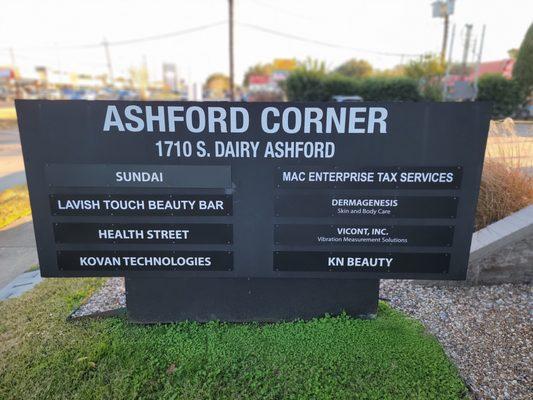 ASHFORD CORNER
1710 S. DAIRY ASHFORD
SUNDAI
LAVISH TOUCH BEAUTY BAR
HEALTH STREET
KOVAN TECHNOLOGIES
MAC ENTERPRISE TAX SERVICES
DERMAGENESIS
Skin and Body Care
VICONT, INC.
Vibration Measurement Solutions
KN BEAUTY